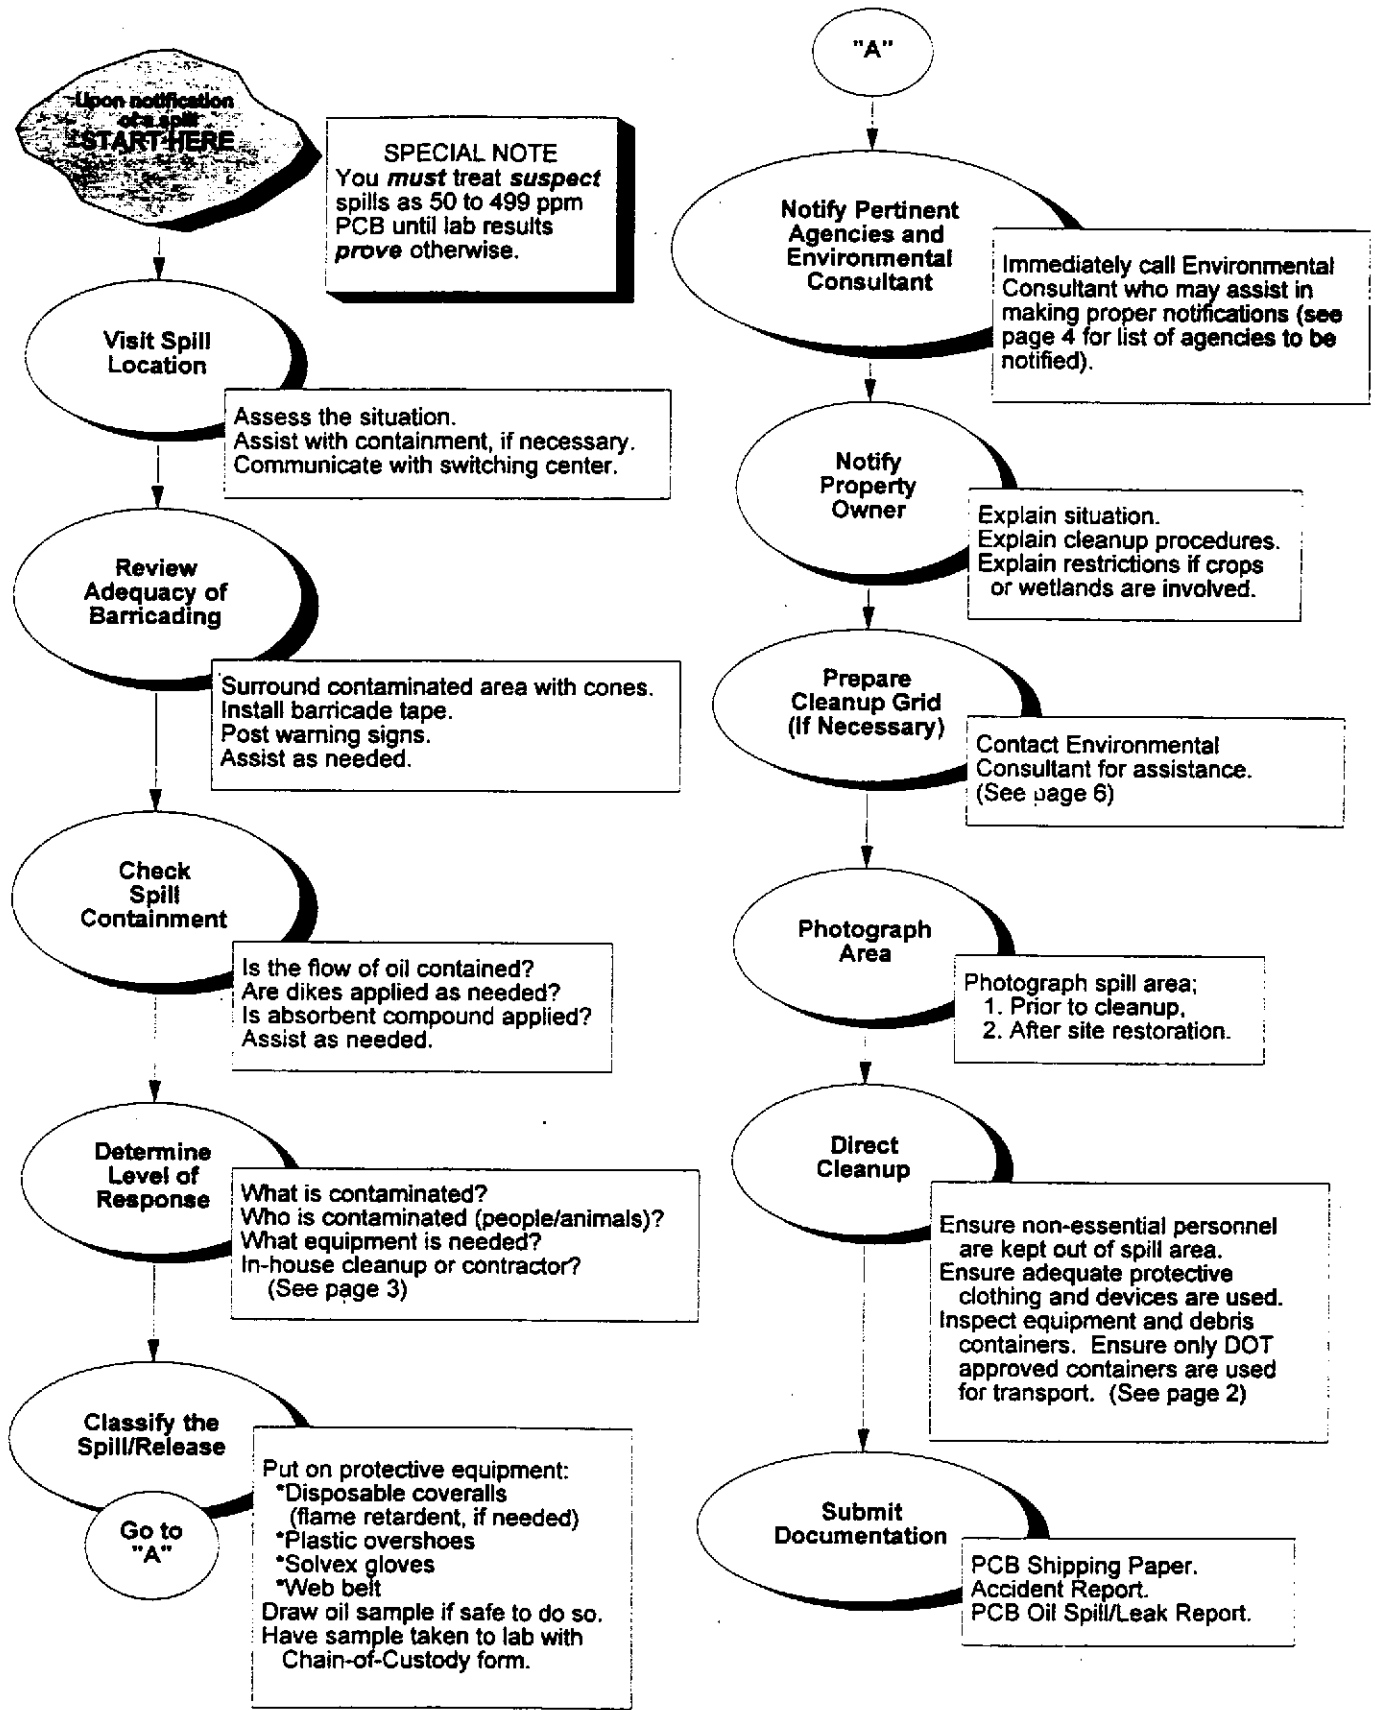 Upon notification
of a spill
START HERE
SPECIAL NOTE
You must treat suspect
spills as 50 to 499 ppm
PCB until lab results
prove otherwise.
Visit Spill
Location
Assess the situation.
Assist with containment, if necessary.
Communicate with switching center.
Review
Adequacy of
Barricading
Surround contaminated area with cones.
Install barricade tape.
Post warning signs.
Assist as needed.
Check
Spill
Containment
Is the flow of oil contained?
Are dikes applied as needed?
Is absorbent compound applied?
Assist as needed.
Determine
Level of
Response
What is contaminated?
Who is contaminated (people/animals)?
What equipment is needed?
In-house cleanup or contractor?
(See page 3)
Classify the
Spill/Release
Go to
"A"
Put on protective equipment:
*Disposable coveralls
(flame retardent, if needed)
*Plastic overshoes
*Solvex gloves
*Web belt
Draw oil sample if safe to do so.
Have sample taken to lab with
Chain-of-Custody form.
"A"
Notify Pertinent
Agencies and
Environmental
Consultant
Immediately call Environmental
Consultant who may assist in
making proper notifications (see
page 4 for list of agencies to be
notified).
Notify
Property
Owner
Explain situation.
Explain cleanup procedures.
Explain restrictions if crops
or wetlands are involved.
Prepare
Cleanup Grid
(If Necessary)
Contact Environmental
Consultant for assistance.
(See page 6)
Photograph
Area
Photograph spill area;
1. Prior to cleanup,
2. After site restoration.
Direct
Cleanup
Ensure non-essential personnel
are kept out of spill area.
Ensure adequate protective
clothing and devices are used.
Inspect equipment and debris
containers. Ensure only DOT
approved containers are used
for transport. (See page 2)
Submit
Documentation
PCB Shipping Paper.
Accident Report.
PCB Oil Spill/Leak Report.